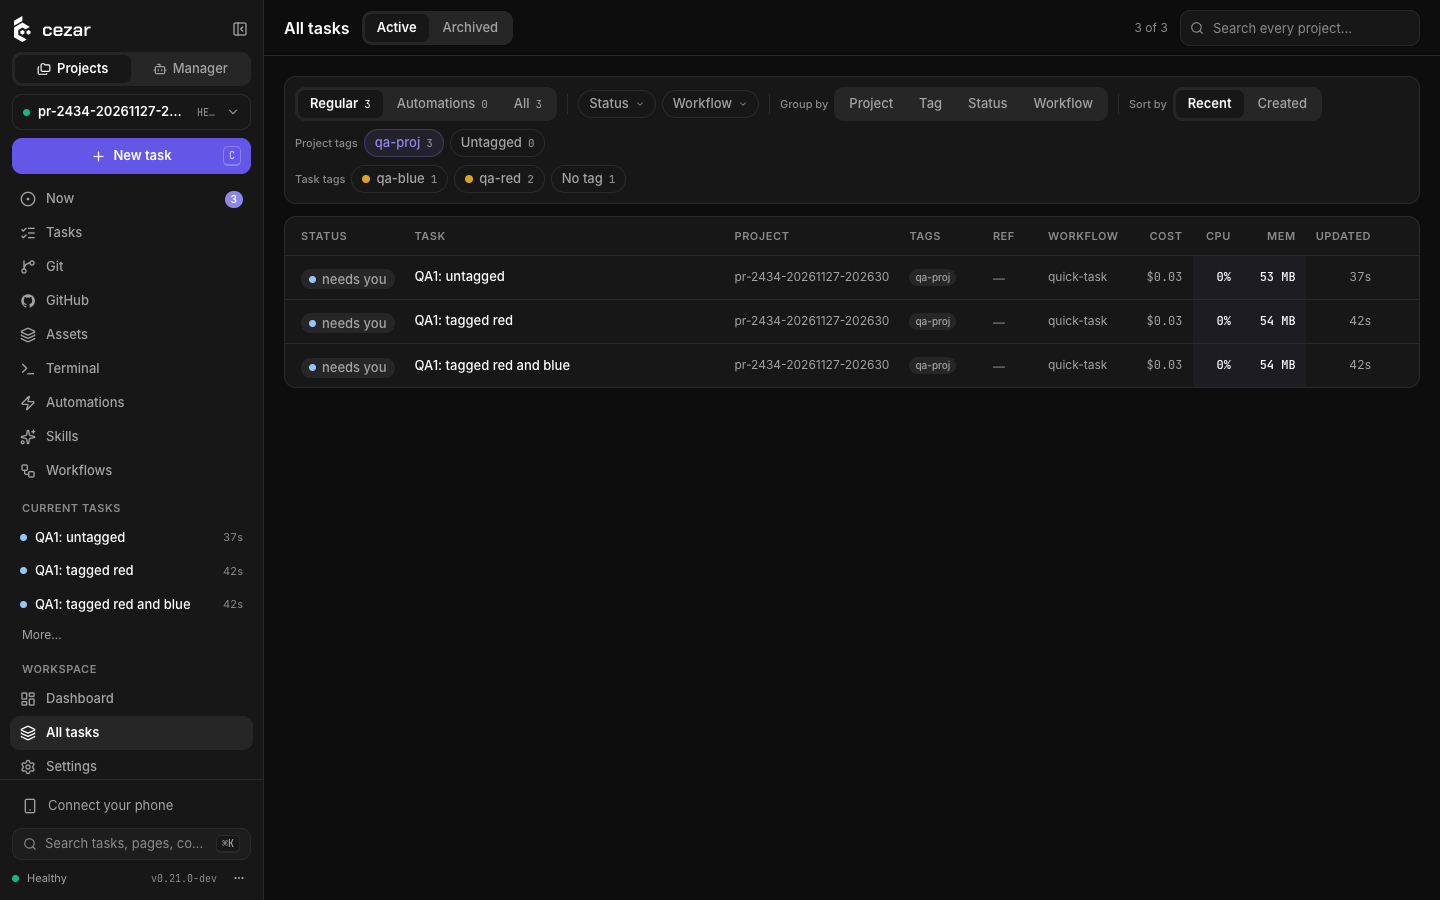 cezar
Projects
Manager
pr-2434-20261127-2... HE...
New task C
Now 3
Tasks
Git
GitHub
Assets
Terminal
Automations
Skills
Workflows
CURRENT TASKS
QA1: untagged 37s
QA1: tagged red 42s
QA1: tagged red and blue 42s
More...
WORKSPACE
Dashboard
All tasks
Settings
Connect your phone
Search tasks, pages, co... ⌘K
Healthy v0.21.0-dev ...
All tasks Active Archived 3 of 3 Search every project...
Regular 3 Automations 0 All 3 Status Workflow Group by Project Tag Status Workflow Sort by Recent Created
Project tags qa-proj 3 Untagged 0
Task tags qa-blue 1 qa-red 2 No tag 1
STATUS TASK PROJECT TAGS REF WORKFLOW COST CPU MEM UPDATED
needs you QA1: untagged pr-2434-20261127-202630 qa-proj — quick-task $0.03 0% 53 MB 37s
needs you QA1: tagged red pr-2434-20261127-202630 qa-proj — quick-task $0.03 0% 54 MB 42s
needs you QA1: tagged red and blue pr-2434-20261127-202630 qa-proj — quick-task $0.03 0% 54 MB 42s